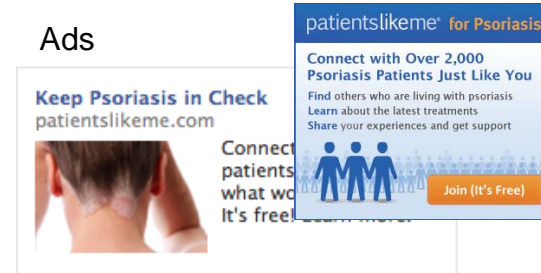 Ads
Keep Psoriasis in Check
patientslikeme.com
Connect
patients
what wo
It's free!
patientslikeme® for Psoriasis
Connect with Over 2,000
Psoriasis Patients Just Like You
Find others who are living with psoriasis
Learn about the latest treatments
Share your experiences and get support
Join (It's Free)